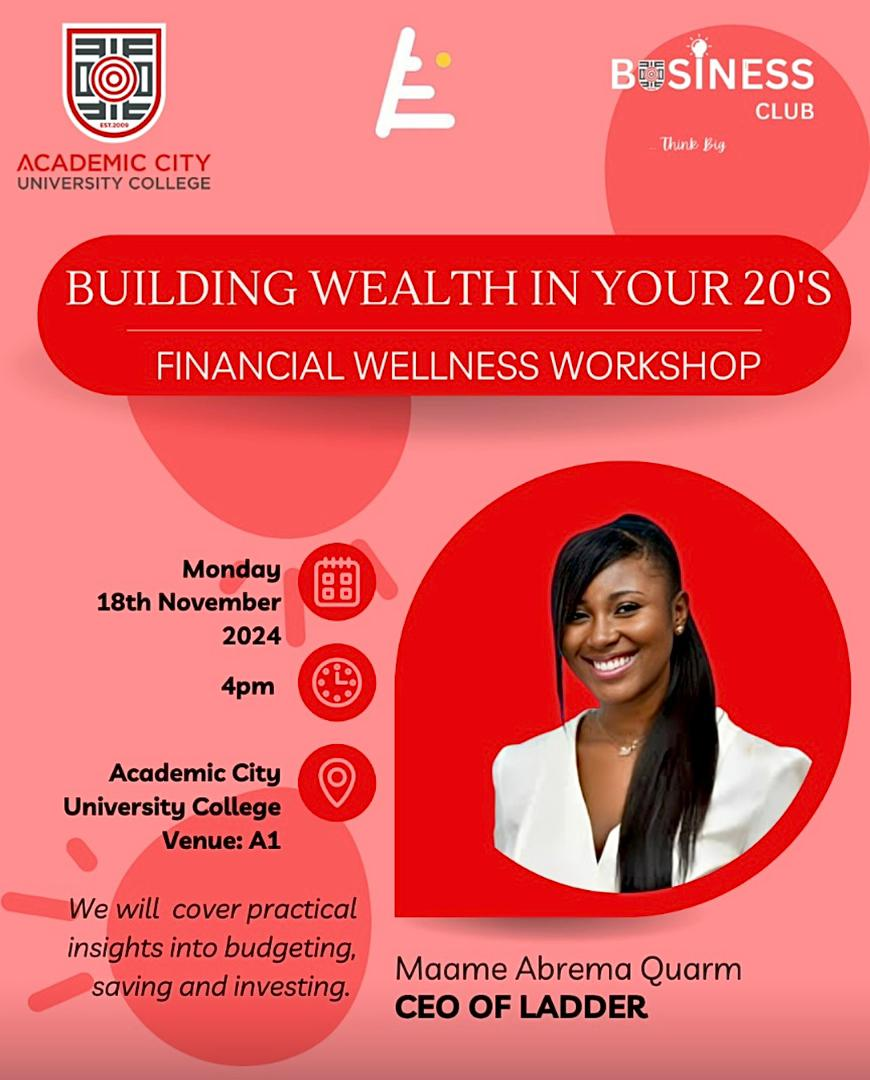 EST.2009
ACADEMIC CITY
UNIVERSITY COLLEGE
BUSINESS
CLUB
... Think Big
BUILDING WEALTH IN YOUR 20'S
FINANCIAL WELLNESS WORKSHOP
Monday
18th November
2024
4pm
Academic City
University College
Venue: A1
We will cover practical
insights into budgeting,
saving and investing.
Maame Abrema Quarm
CEO OF LADDER